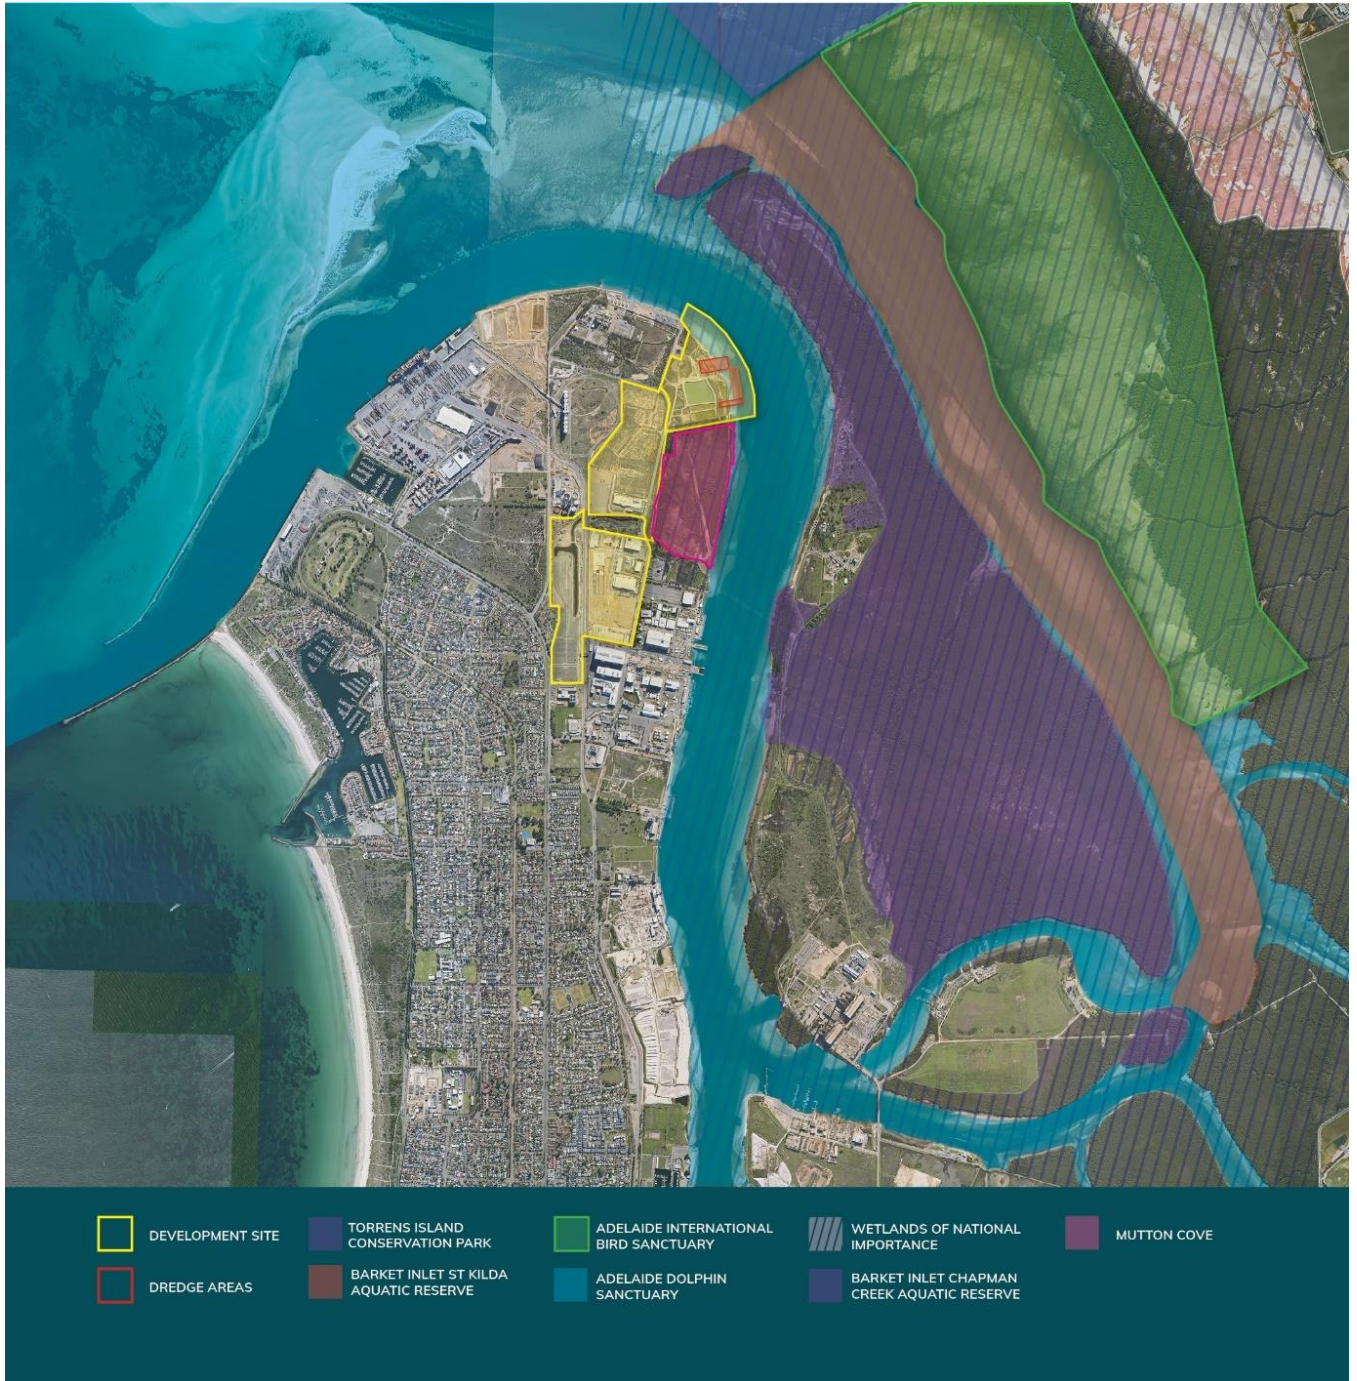 DEVELOPMENT SITE
TORRENS ISLAND
CONSERVATION PARK
ADELAIDE INTERNATIONAL
BIRD SANCTUARY
WETLANDS OF NATIONAL
IMPORTANCE
MUTTON COVE
DREDGE AREAS
BARKET INLET ST KILDA
AQUATIC RESERVE
ADELAIDE DOLPHIN
SANCTUARY
BARKET INLET CHAPMAN
CREEK AQUATIC RESERVE